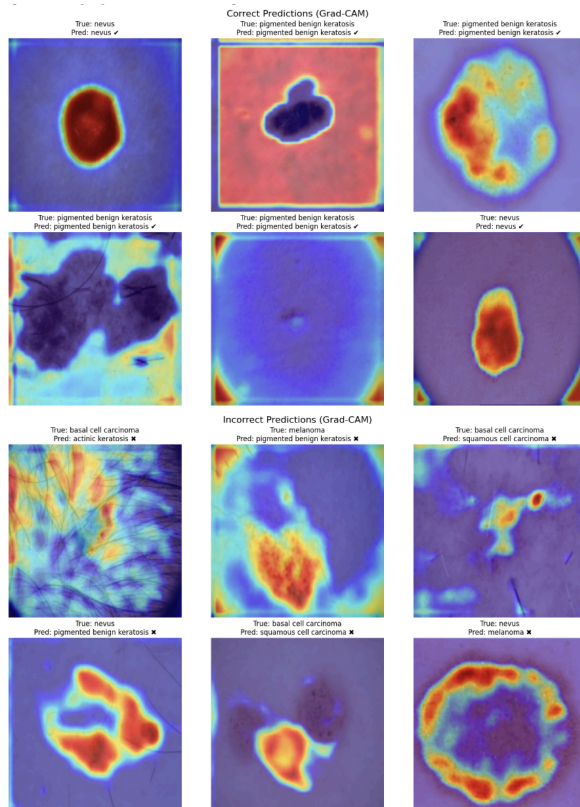 Correct Predictions (Grad-CAM)
True: nevus
Pred: nevus ✔
True: pigmented benign keratosis
Pred: pigmented benign keratosis ✔
True: pigmented benign keratosis
Pred: pigmented benign keratosis ✔
True: pigmented benign keratosis
Pred: pigmented benign keratosis ✔
True: pigmented benign keratosis
Pred: pigmented benign keratosis ✔
True: nevus
Pred: nevus ✔
Incorrect Predictions (Grad-CAM)
True: basal cell carcinoma
Pred: actinic keratosis ✖
True: melanoma
Pred: pigmented benign keratosis ✖
True: basal cell carcinoma
Pred: squamous cell carcinoma ✖
True: nevus
Pred: pigmented benign keratosis ✖
True: basal cell carcinoma
Pred: squamous cell carcinoma ✖
True: nevus
Pred: melanoma ✖